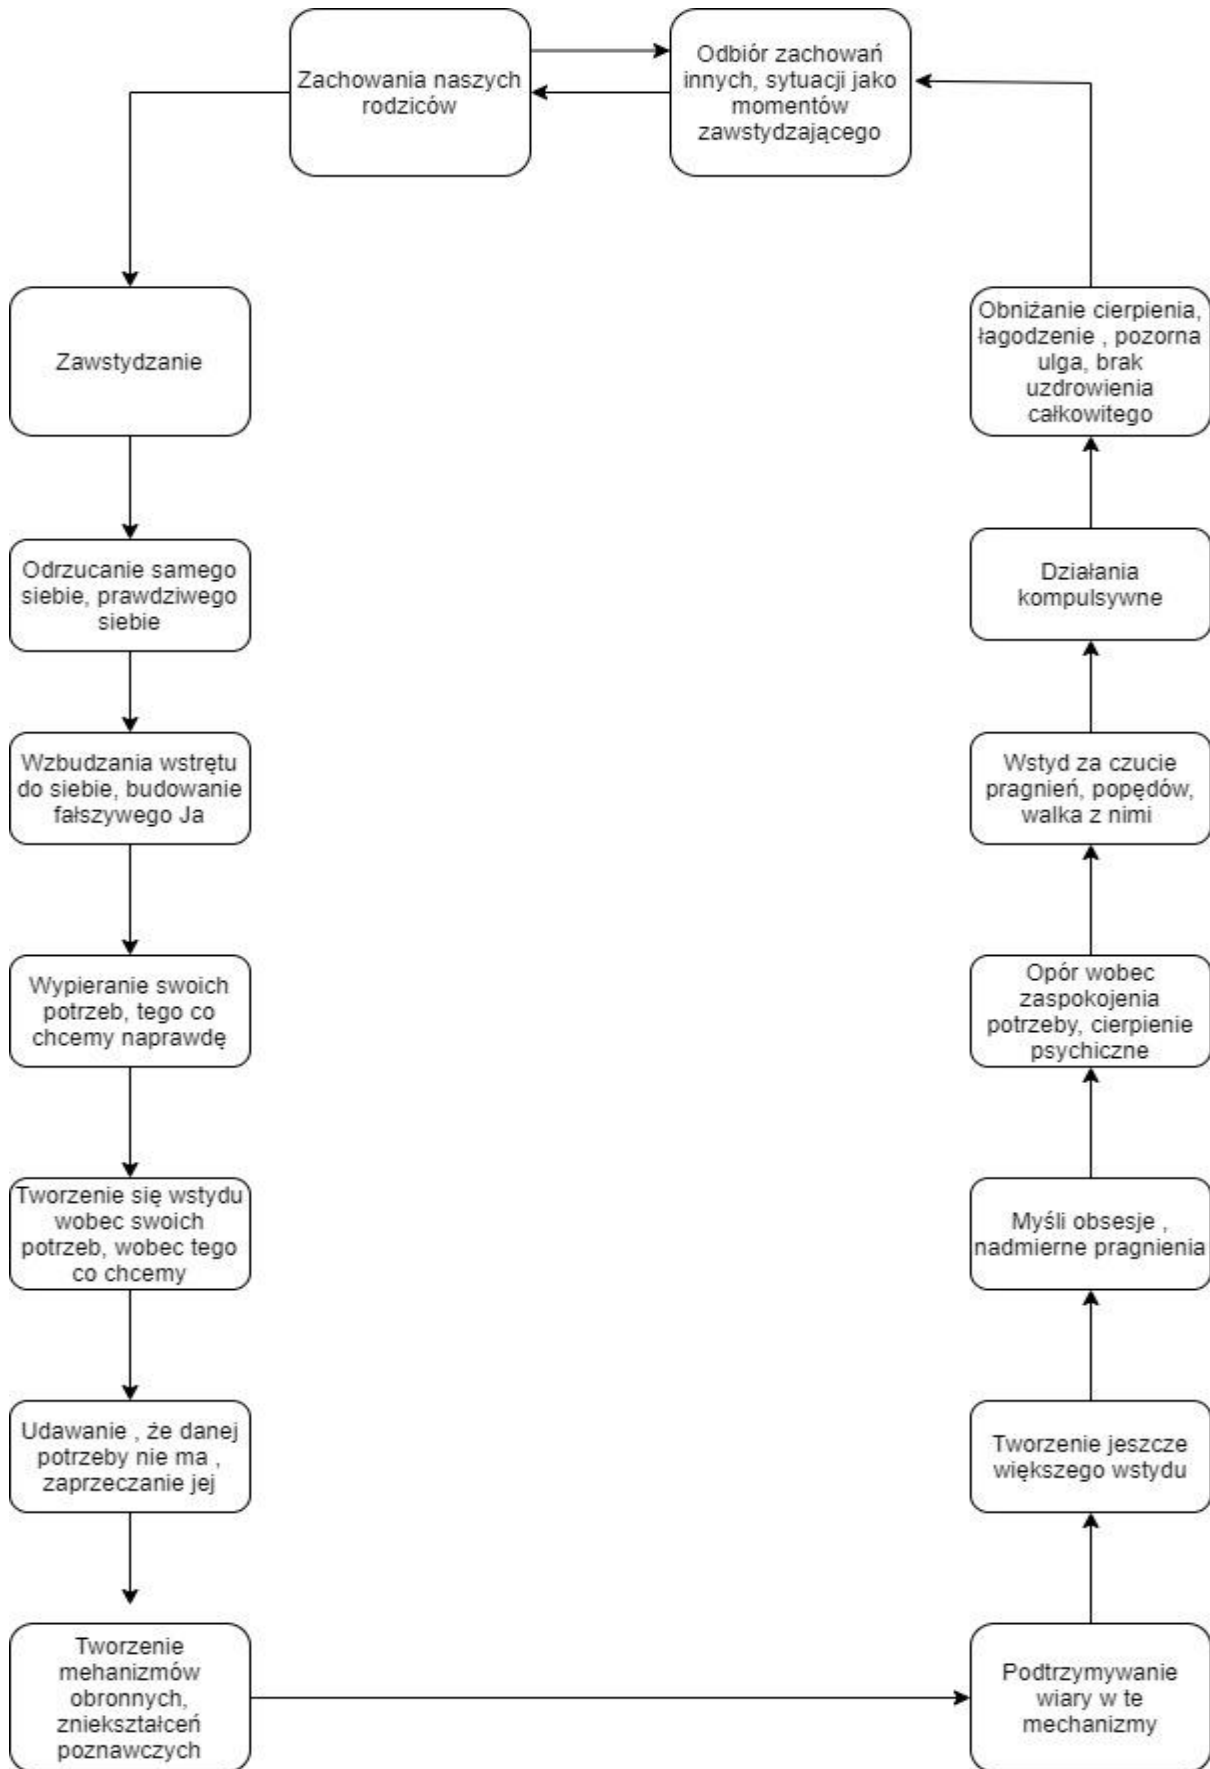 Zachowania naszych
rodziców
Odbiór zachowań
innych, sytuacji jako
momentów
zawstydzającego
Zawstydzanie
Odrzucanie samego
siebie, prawdziwego
siebie
Wzbudzania wstrętu
do siebie, budowanie
fałszywego Ja
Wypieranie swoich
potrzeb, tego co
chcemy naprawdę
Tworzenie się wstydu
wobec swoich
potrzeb, wobec tego
co chcemy
Udawanie , że danej
potrzeby nie ma ,
zaprzeczanie jej
Tworzenie
mehanizmów
obronnych,
zniekształceń
poznawczych
Podtrzymywanie
wiary w te
mechanizmy
Tworzenie jeszcze
większego wstydu
Myśli obsesje ,
nadmierne pragnienia
Opór wobec
zaspokojenia
potrzeby, cierpienie
psychiczne
Wstyd za czucie
pragnień, popędów,
walka z nimi
Działania
kompulsywne
Obniżanie cierpienia,
łagodzenie , pozorna
ulga, brak
uzdrowienia
całkowitego